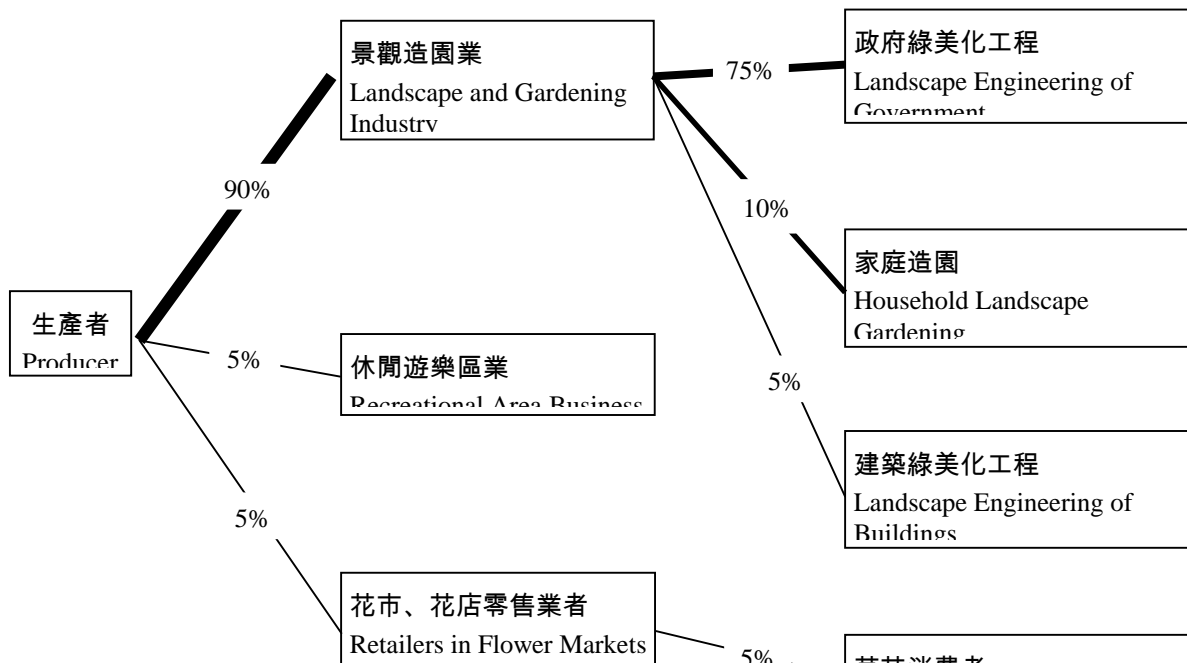 景觀造園業
Landscape and Gardening
Industry
政府綠美化工程
Landscape Engineering of
Government
75%
90%
10%
家庭造園
Household Landscape
Gardening
生產者
Producer
5%
休閒遊樂區業
Recreational Area Business
5%
建築綠美化工程
Landscape Engineering of
Buildings
5%
花市、花店零售業者
Retailers in Flower Markets
5%